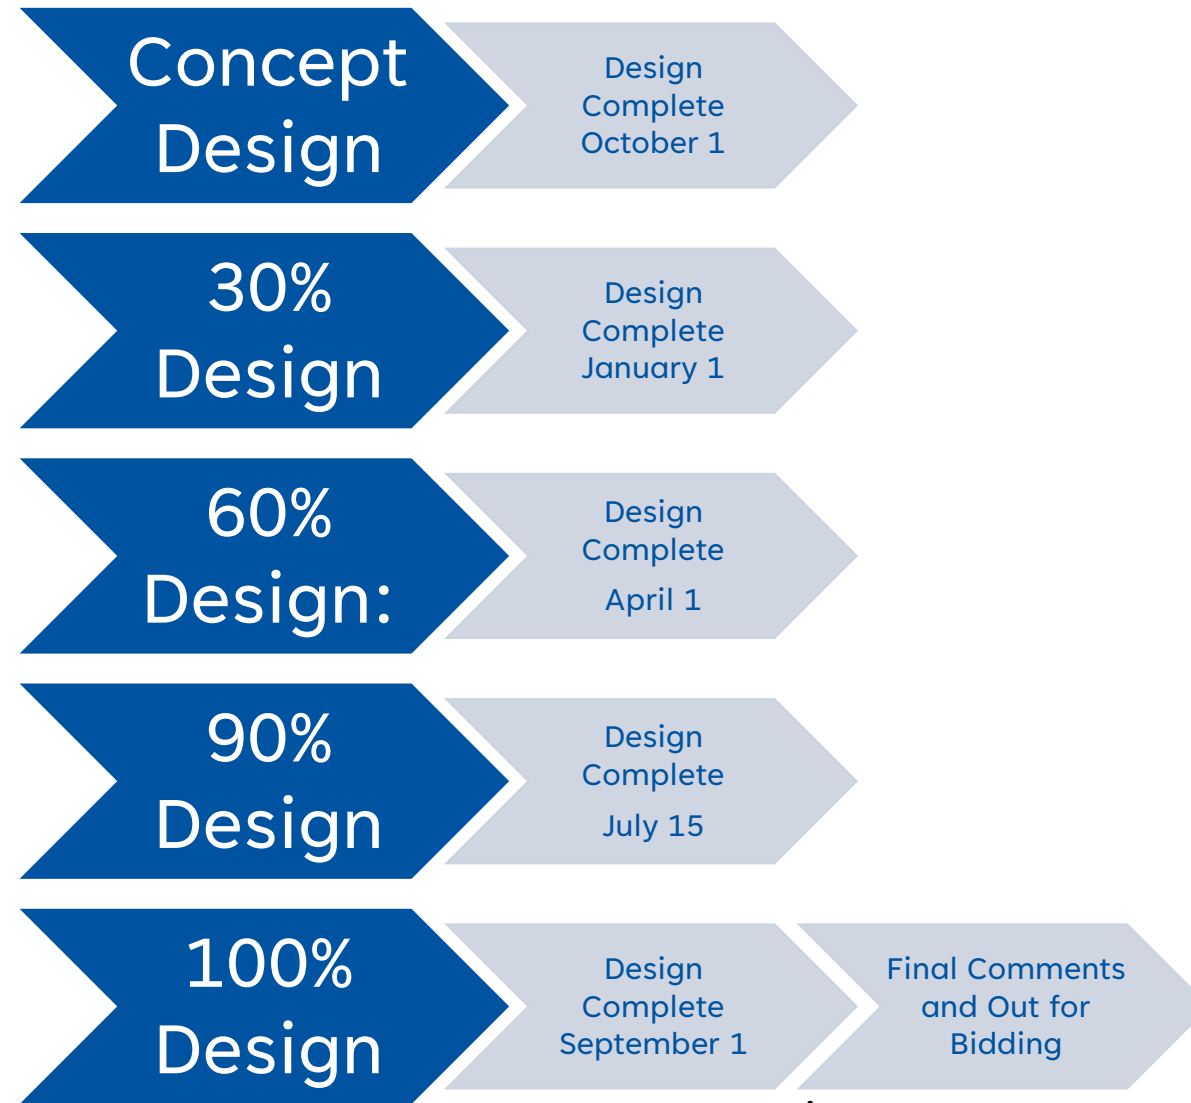 Concept
Design
Design
Complete
October 1
30%
Design
Design
Complete
January 1
60%
Design:
Design
Complete
April 1
90%
Design
Design
Complete
July 15
100%
Design
Design
Complete
September 1
Final Comments
and Out for
Bidding